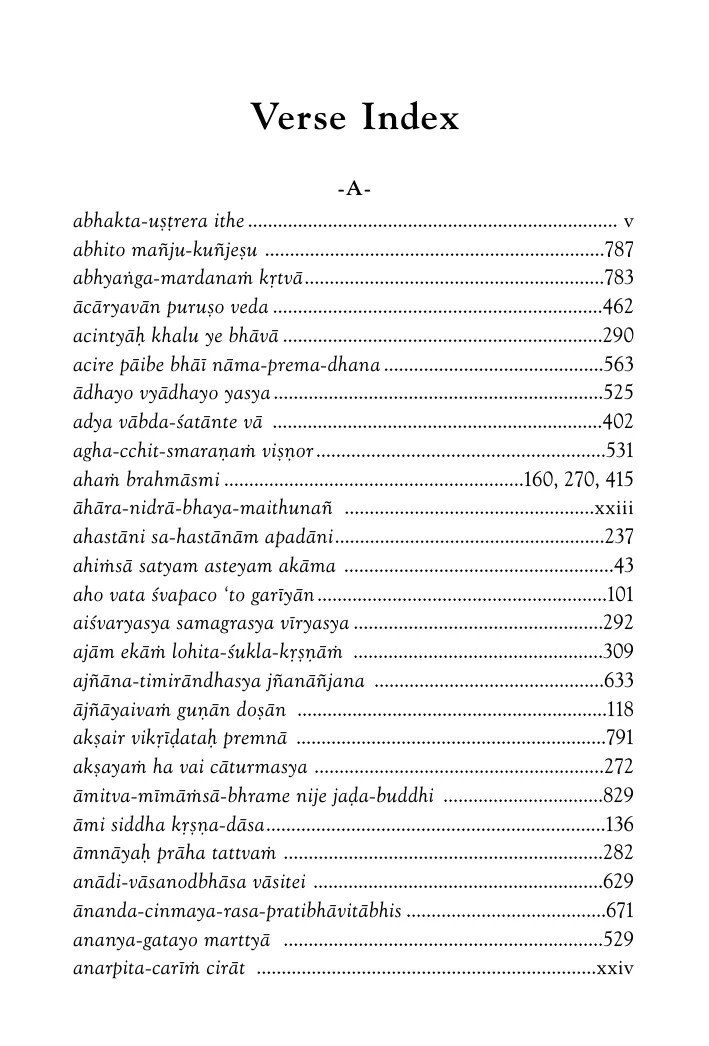 Verse Index
-A-
abhakta-uṣṭrera ithe ........................................................................... v
abhito mañju-kuñjeṣu ....................................................................787
abhyaṅga-mardanaṁ kṛtvā............................................................783
ācāryavān puruṣo veda ..................................................................462
acintyāḥ khalu ye bhāvā ................................................................290
acire pāibe bhāī nāma-prema-dhana ............................................563
ādhayo vyādhayo yasya..................................................................525
adya vābda-śatānte vā ..................................................................402
agha-cchit-smaraṇaṁ viṣṇor..........................................................531
ahaṁ brahmāsmi ............................................................160, 270, 415
āhāra-nidrā-bhaya-maithunañ ..................................................xxiii
ahastāni sa-hastānām apadāni......................................................237
ahiṁsā satyam asteyam akāma ......................................................43
aho vata śvapaco ‘to garīyān..........................................................101
aiśvaryasya samagrasya vīryasya ..................................................292
ajām ekāṁ lohita-śukla-kṛṣṇāṁ ..................................................309
ajñāna-timirāndhasya jñanāñjana ..............................................633
ājñāyaivaṁ guṇān doṣān ..............................................................118
akṣair vikrīḍataḥ premnā ..............................................................791
akṣayaṁ ha vai cāturmasya ..........................................................272
āmitva-mīmāṁsā-bhrame nije jaḍa-buddhi ................................829
āmi siddha kṛṣṇa-dāsa....................................................................136
āmnāyaḥ prāha tattvaṁ ................................................................282
anādi-vāsanodbhāsa vāsitei ..........................................................629
ānanda-cinmaya-rasa-pratibhāvitābhis ........................................671
ananya-gatayo marttyā ................................................................529
anarpita-carīṁ cirāt ....................................................................xxiv